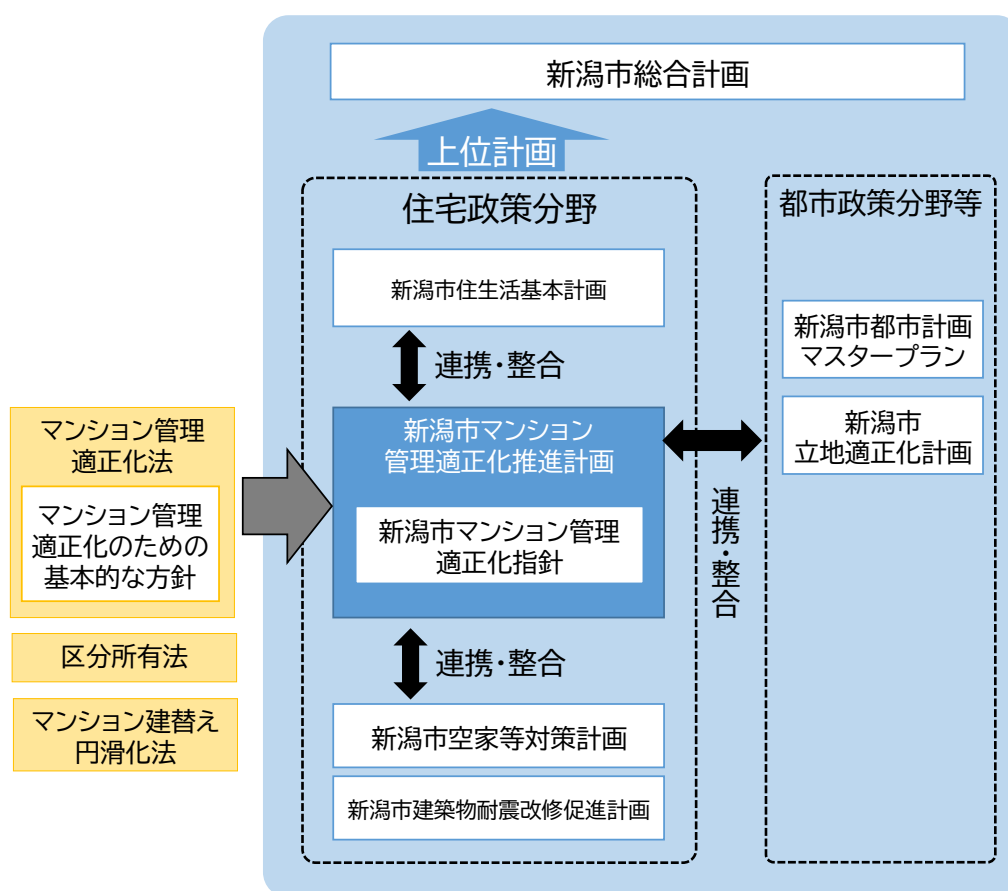 新潟市総合計画
上位計画
住宅政策分野
新潟市住生活基本計画
連携・整合
新潟市マンション
管理適正化推進計画
新潟市マンション管理
適正化指針
連携・整合
新潟市空家等対策計画
新潟市建築物耐震改修促進計画
都市政策分野等
新潟市都市計画
マスタープラン
新潟市
立地適正化計画
連携・整合
マンション管理
適正化法
マンション管理
適正化のための
基本的な方針
区分所有法
マンション建替え
円滑化法